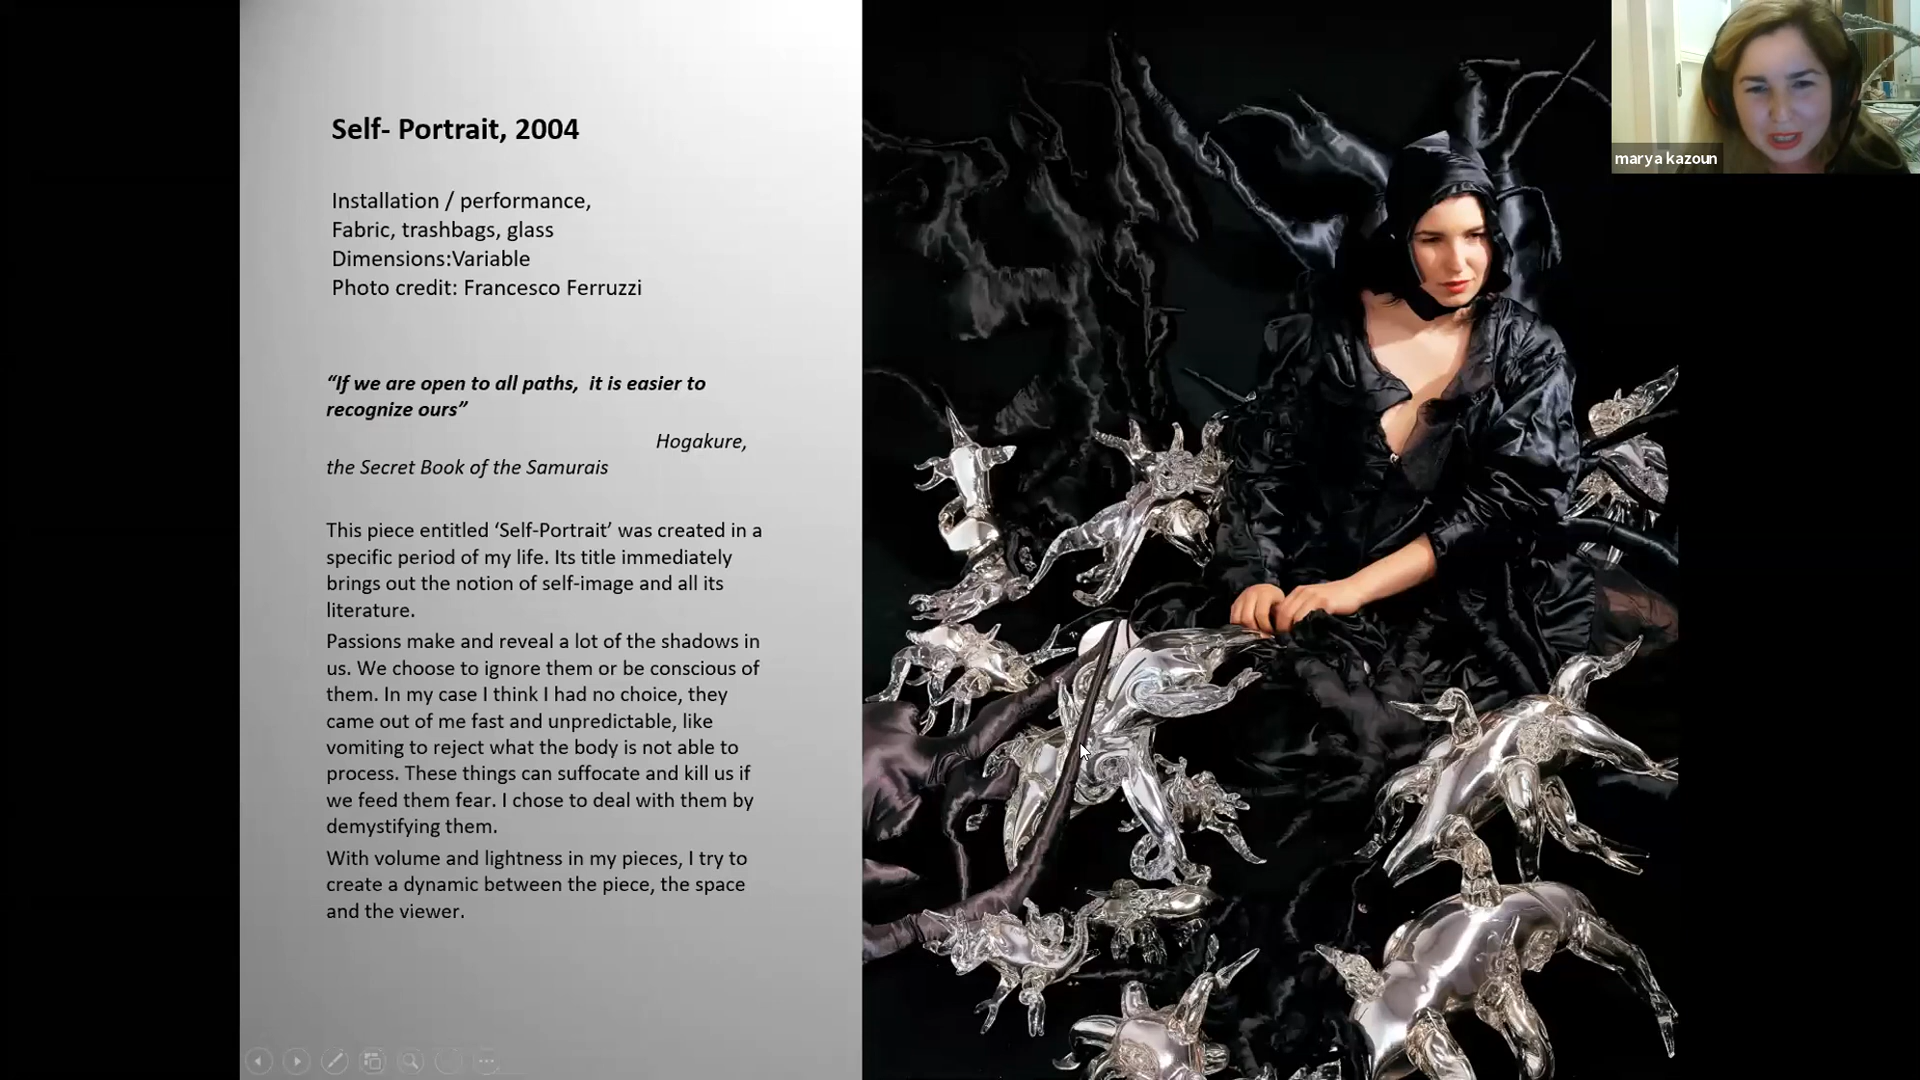 Self- Portrait, 2004
Installation / performance,
Fabric, trashbags, glass
Dimensions:Variable
Photo credit: Francesco Ferruzzi
“If we are open to all paths,  it is easier to
recognize ours”
Hogakure,
the Secret Book of the Samurais
This piece entitled ‘Self-Portrait’ was created in a
specific period of my life. Its title immediately
brings out the notion of self-image and all its
literature.
Passions make and reveal a lot of the shadows in
us. We choose to ignore them or be conscious of
them. In my case I think I had no choice, they
came out of me fast and unpredictable, like
vomiting to reject what the body is not able to
process. These things can suffocate and kill us if
we feed them fear. I chose to deal with them by
demystifying them.
With volume and lightness in my pieces, I try to
create a dynamic between the piece, the space
and the viewer.
marya kazoun